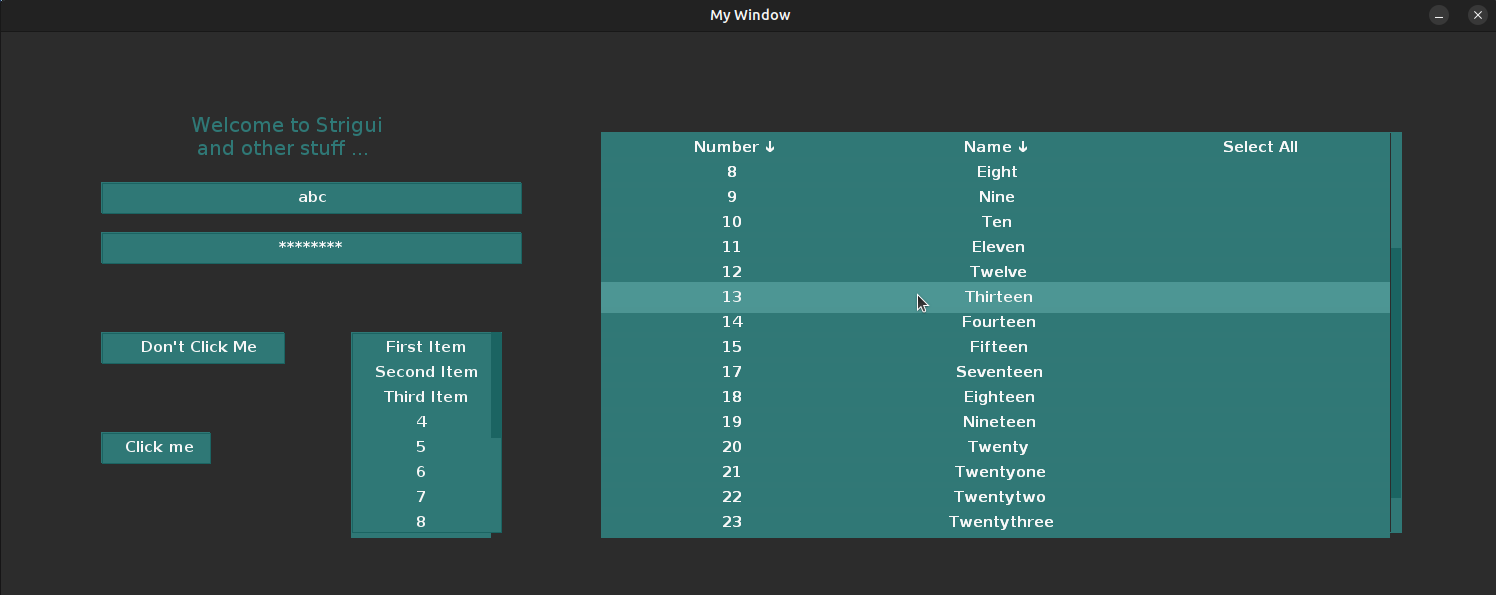 My Window
Welcome to Strigui
and other stuff ...
abc
********
Don't Click Me
Click me
First Item
Second Item
Third Item
4
5
6
7
8
Number ↓ Name ↓ Select All
8 Eight
9 Nine
10 Ten
11 Eleven
12 Twelve
13 Thirteen
14 Fourteen
15 Fifteen
17 Seventeen
18 Eighteen
19 Nineteen
20 Twenty
21 Twentyone
22 Twentytwo
23 Twentythree